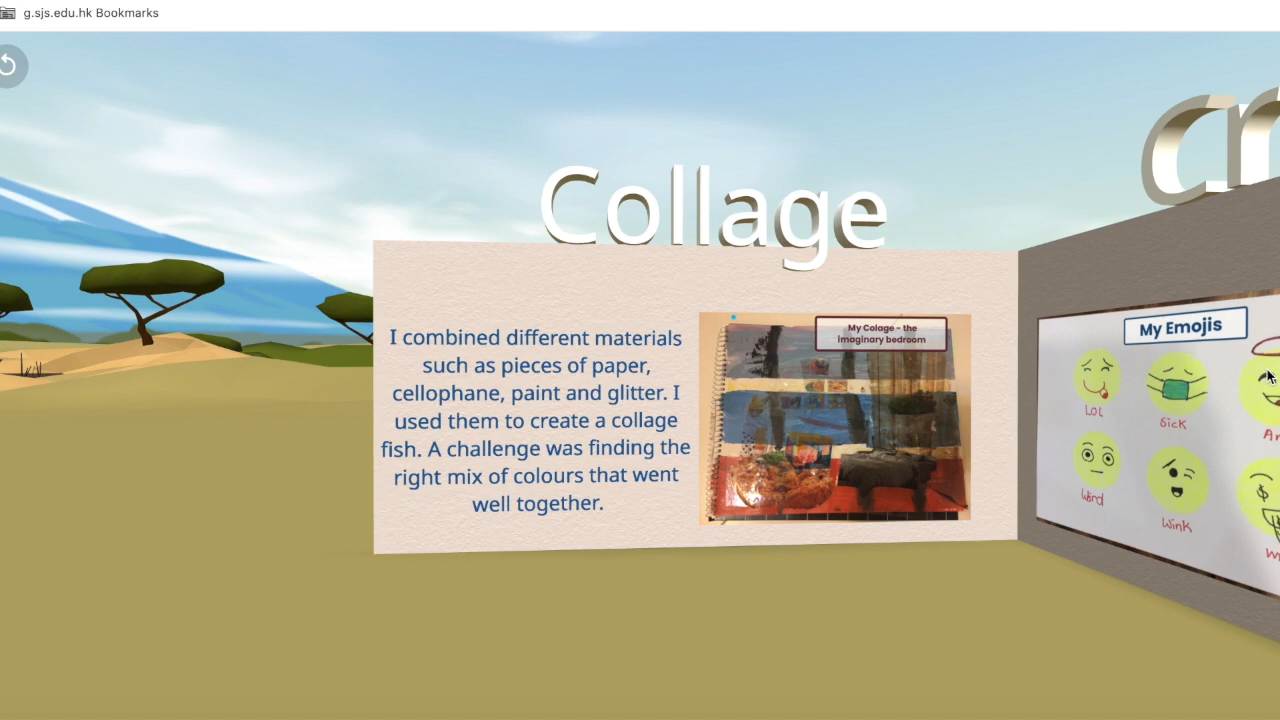 g.sjs.edu.hk Bookmarks
Collage
I combined different materials
such as pieces of paper,
cellophane, paint and glitter. I
used them to create a collage
fish. A challenge was finding the
right mix of colours that went
well together.
My Colage - the
imaginary bedroom
My Emojis
LOL
Sick
Wird
Wink